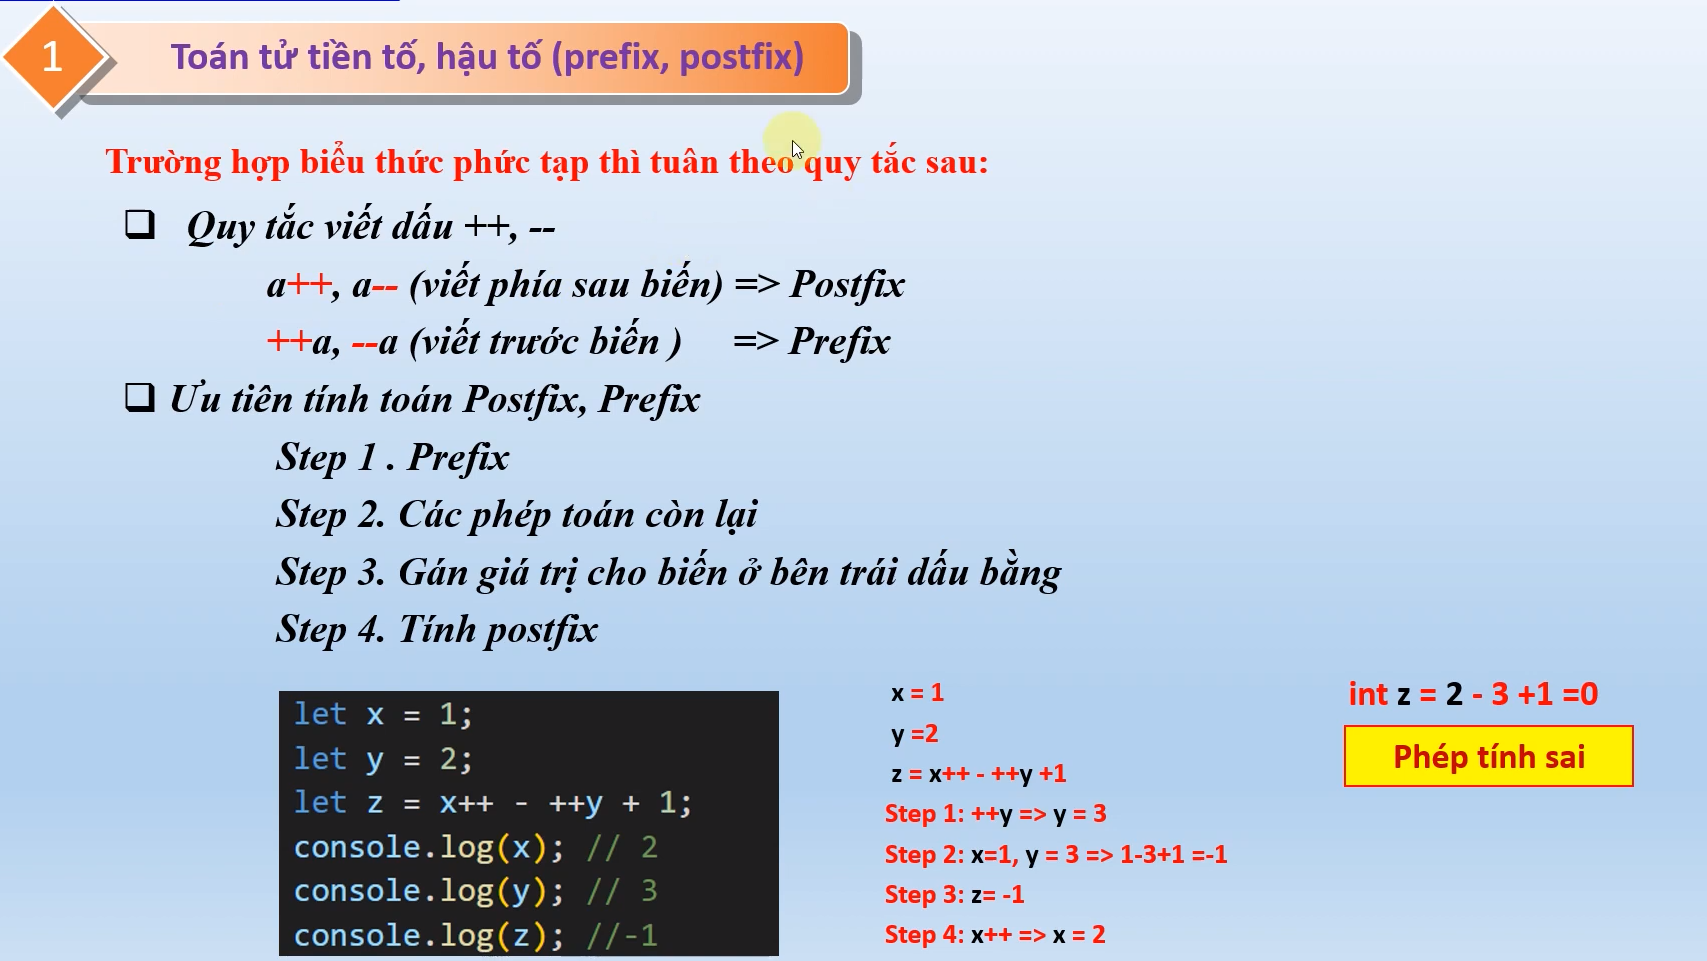 1
Toán tử tiền tố, hậu tố (prefix, postfix)
Trường hợp biểu thức phức tạp thì tuân theo quy tắc sau:
Quy tắc viết dấu ++, --
a++, a-- (viết phía sau biến) => Postfix
++a, --a (viết trước biến ) => Prefix
Ưu tiên tính toán Postfix, Prefix
Step 1 . Prefix
Step 2. Các phép toán còn lại
Step 3. Gán giá trị cho biến ở bên trái dấu bằng
Step 4. Tính postfix
let x = 1;
let y = 2;
let z = x++ - ++y + 1;
console.log(x); // 2
console.log(y); // 3
console.log(z); //-1
x = 1
y =2
z = x++ - ++y +1
Step 1: ++y => y = 3
Step 2: x=1, y = 3 => 1-3+1 =-1
Step 3: z= -1
Step 4: x++ => x = 2
int z = 2 - 3 +1 =0
Phép tính sai